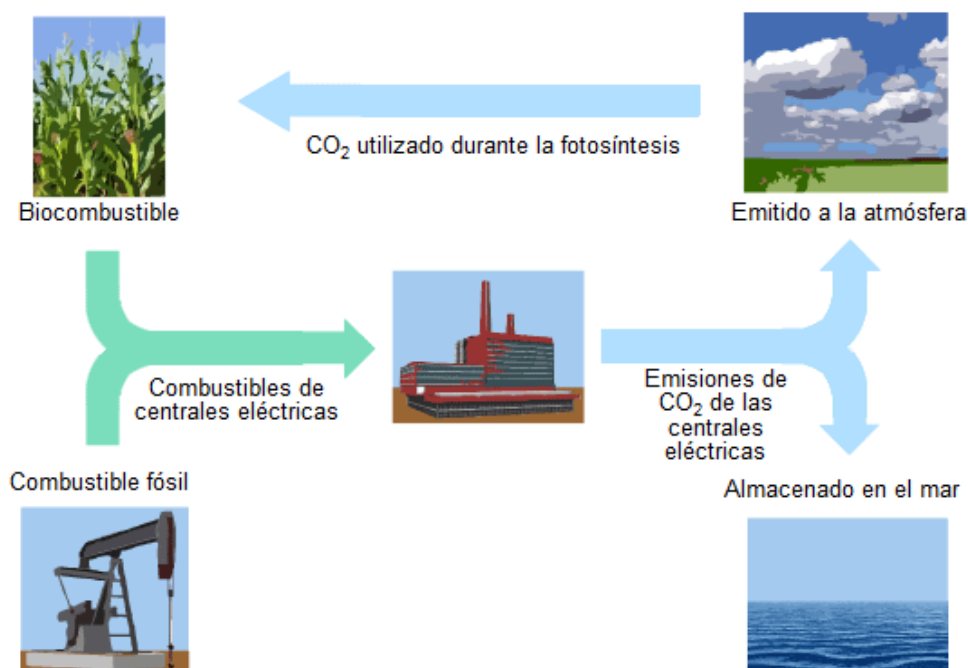 CO₂ utilizado durante la fotosíntesis
Biocombustible
Emitido a la atmósfera
Combustibles de
centrales eléctricas
Emisiones de
CO₂ de las
centrales
eléctricas
Combustible fósil
Almacenado en el mar